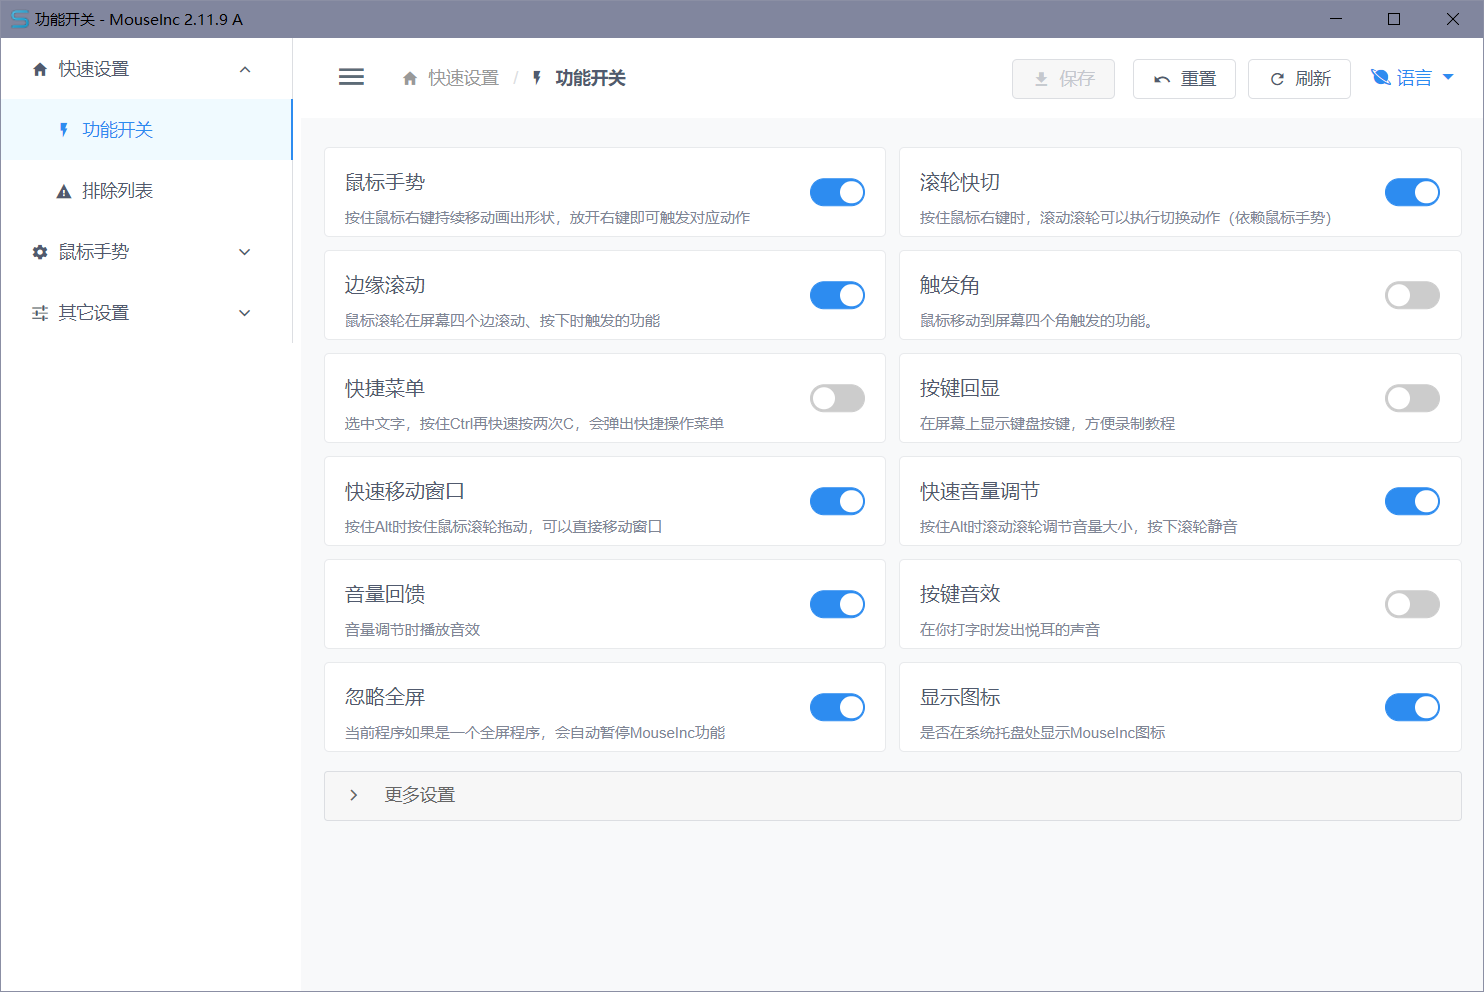 功能开关 - MouseInc 2.11.9 A
快速设置
功能开关
排除列表
鼠标手势
其它设置
快速设置 / 功能开关
保存
重置
刷新
语言
鼠标手势
按住鼠标右键持续移动画出形状，放开右键即可触发对应动作
滚轮快切
按住鼠标右键时，滚动滚轮可以执行切换动作（依赖鼠标手势）
边缘滚动
鼠标滚轮在屏幕四个边滚动、按下时触发的功能
触发角
鼠标移动到屏幕四个角触发的功能。
快捷菜单
选中文字，按住Ctrl再快速按两次C，会弹出快捷操作菜单
按键回显
在屏幕上显示键盘按键，方便录制教程
快速移动窗口
按住Alt时按住鼠标滚轮拖动，可以直接移动窗口
快速音量调节
按住Alt时滚动滚轮调节音量大小，按下滚轮静音
音量回馈
音量调节时播放音效
按键音效
在你打字时发出悦耳的声音
忽略全屏
当前程序如果是一个全屏程序，会自动暂停MouseInc功能
显示图标
是否在系统托盘处显示MouseInc图标
更多设置